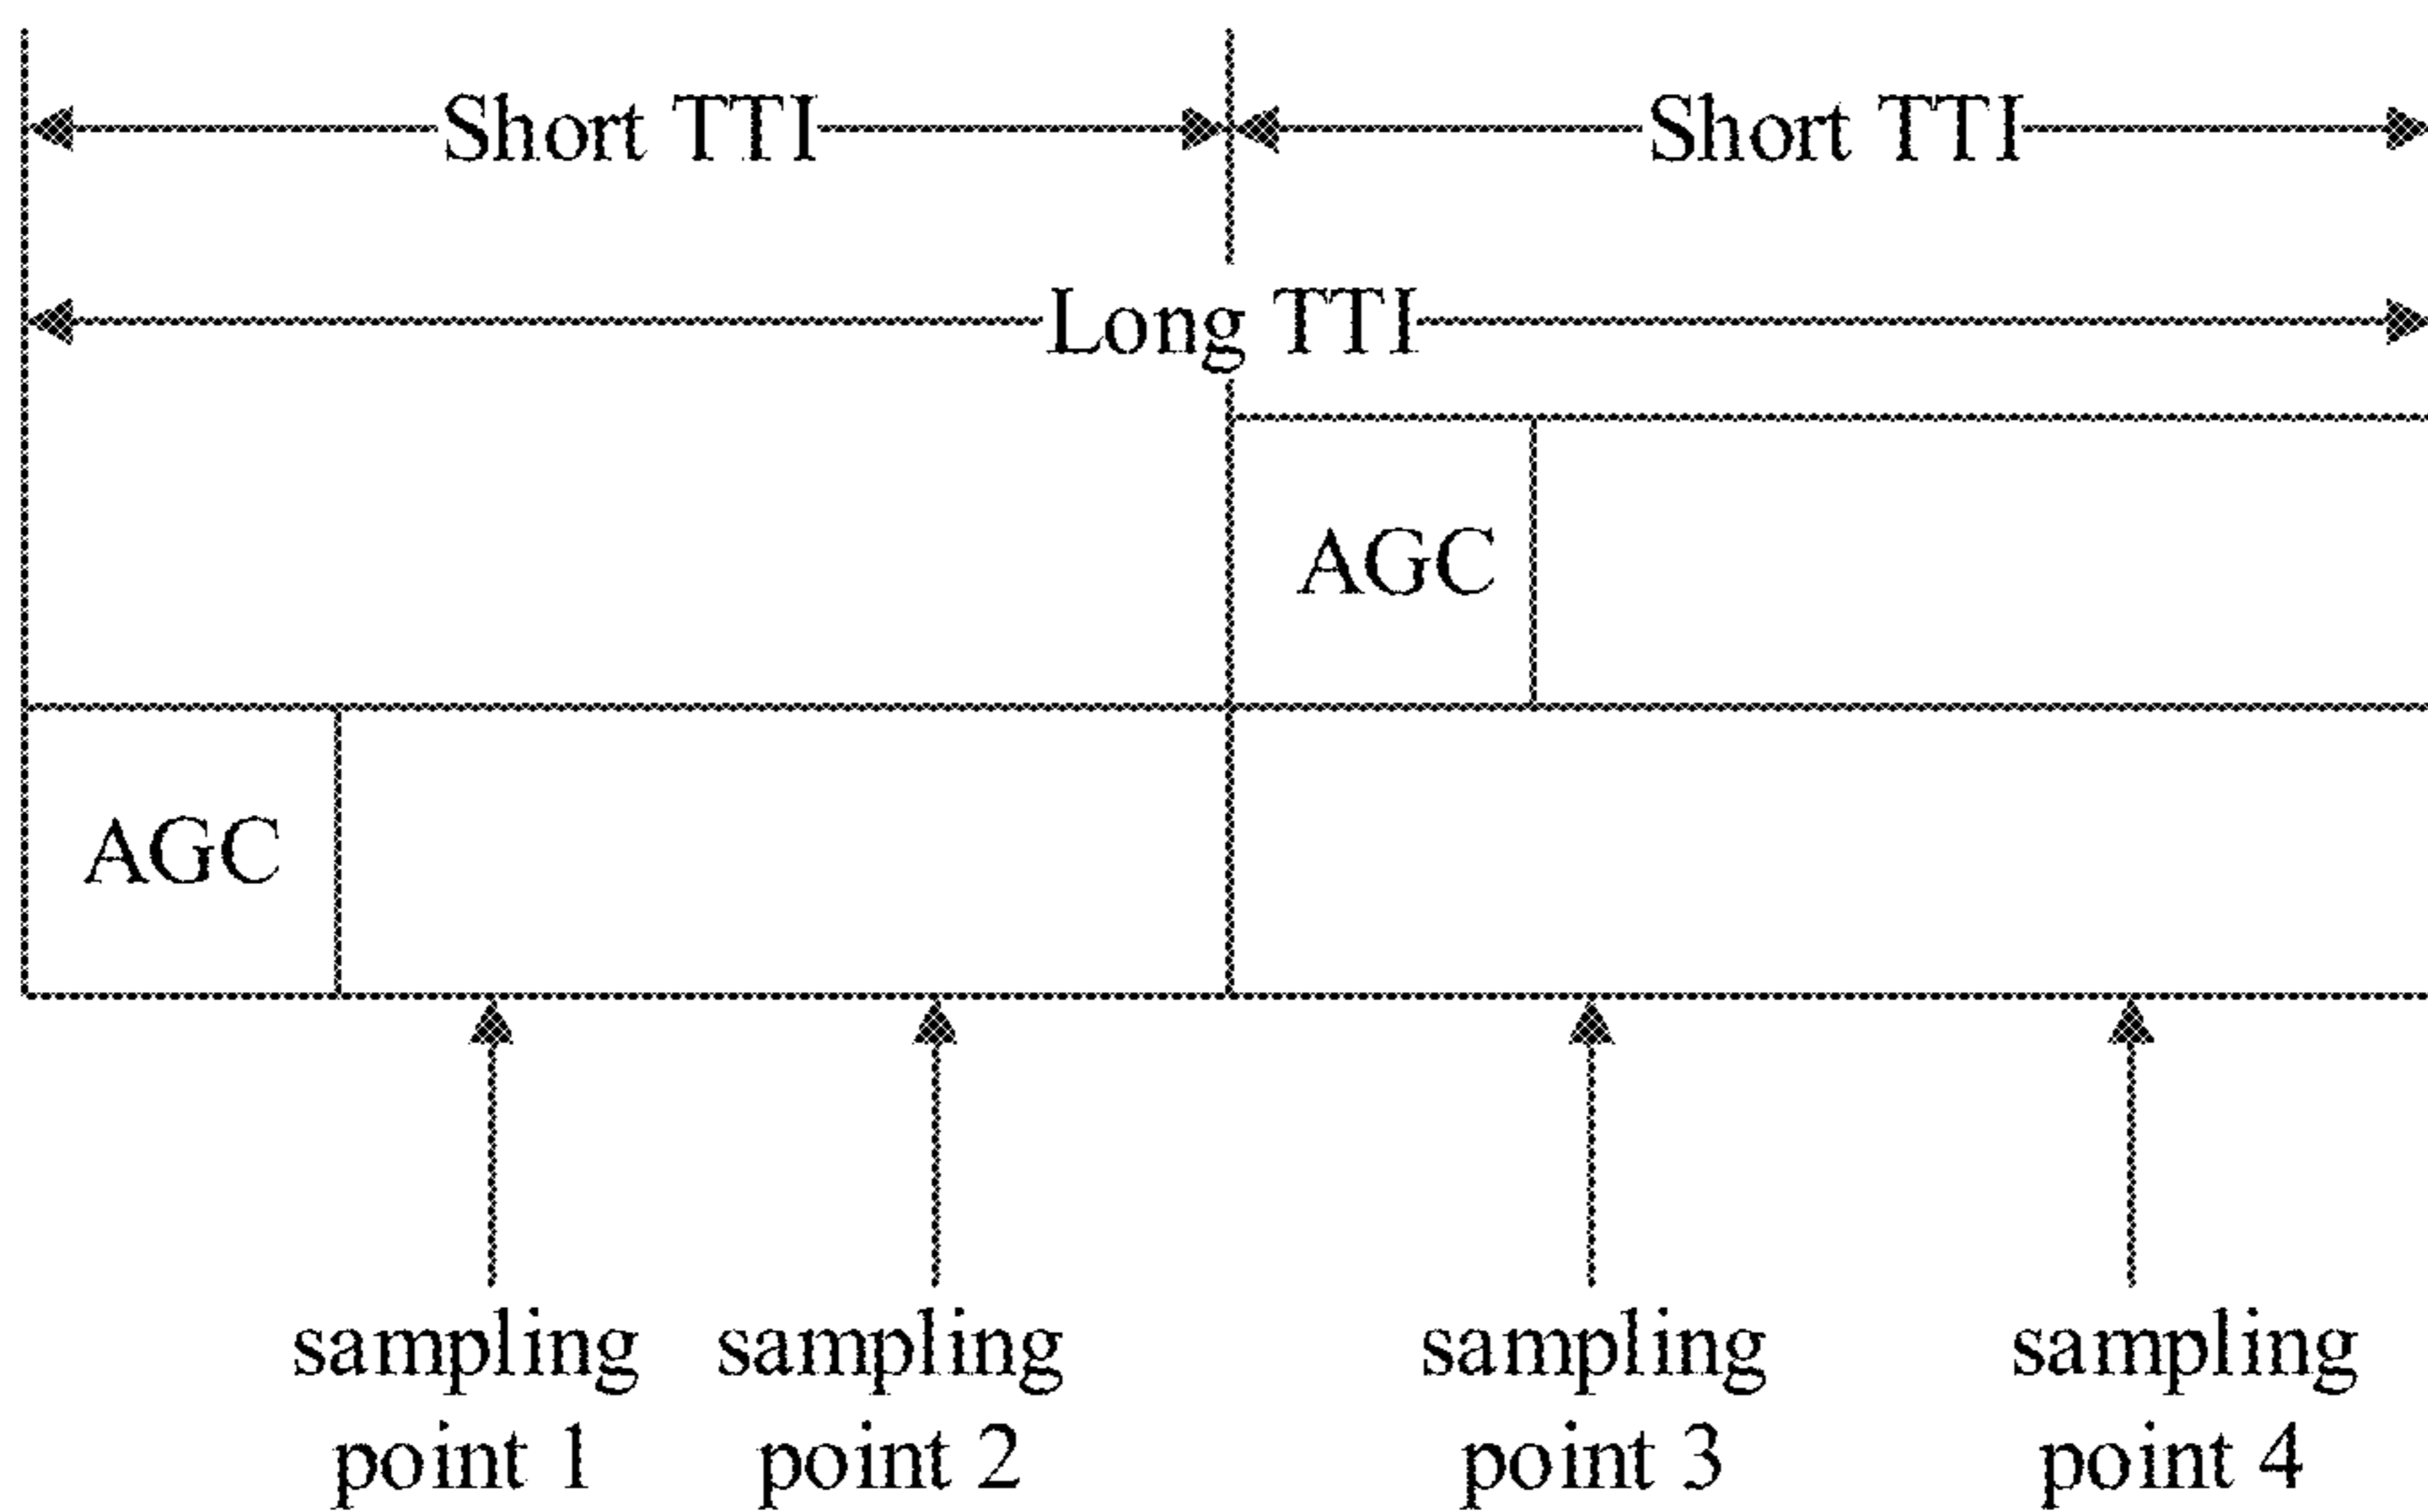 Short TTI
Short TTI
Long TTI
AGC
AGC
sampling
point 1
sampling
point 2
sampling
point 3
sampling
point 4